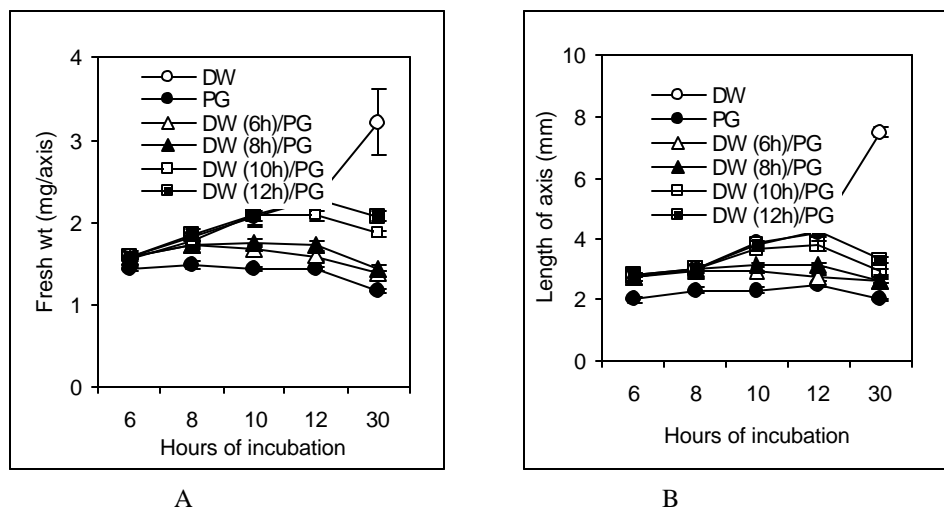 4
3
2
1
0
Fresh wt (mg/axis)
DW
PG
DW (6h)/PG
DW (8h)/PG
DW (10h)/PG
DW (12h)/PG
6 8 10 12 30
Hours of incubation
A
10
8
6
4
2
0
Length of axis (mm)
DW
PG
DW (6h)/PG
DW (8h)/PG
DW (10h)/PG
DW (12h)/PG
6 8 10 12 30
Hours of incubation
B